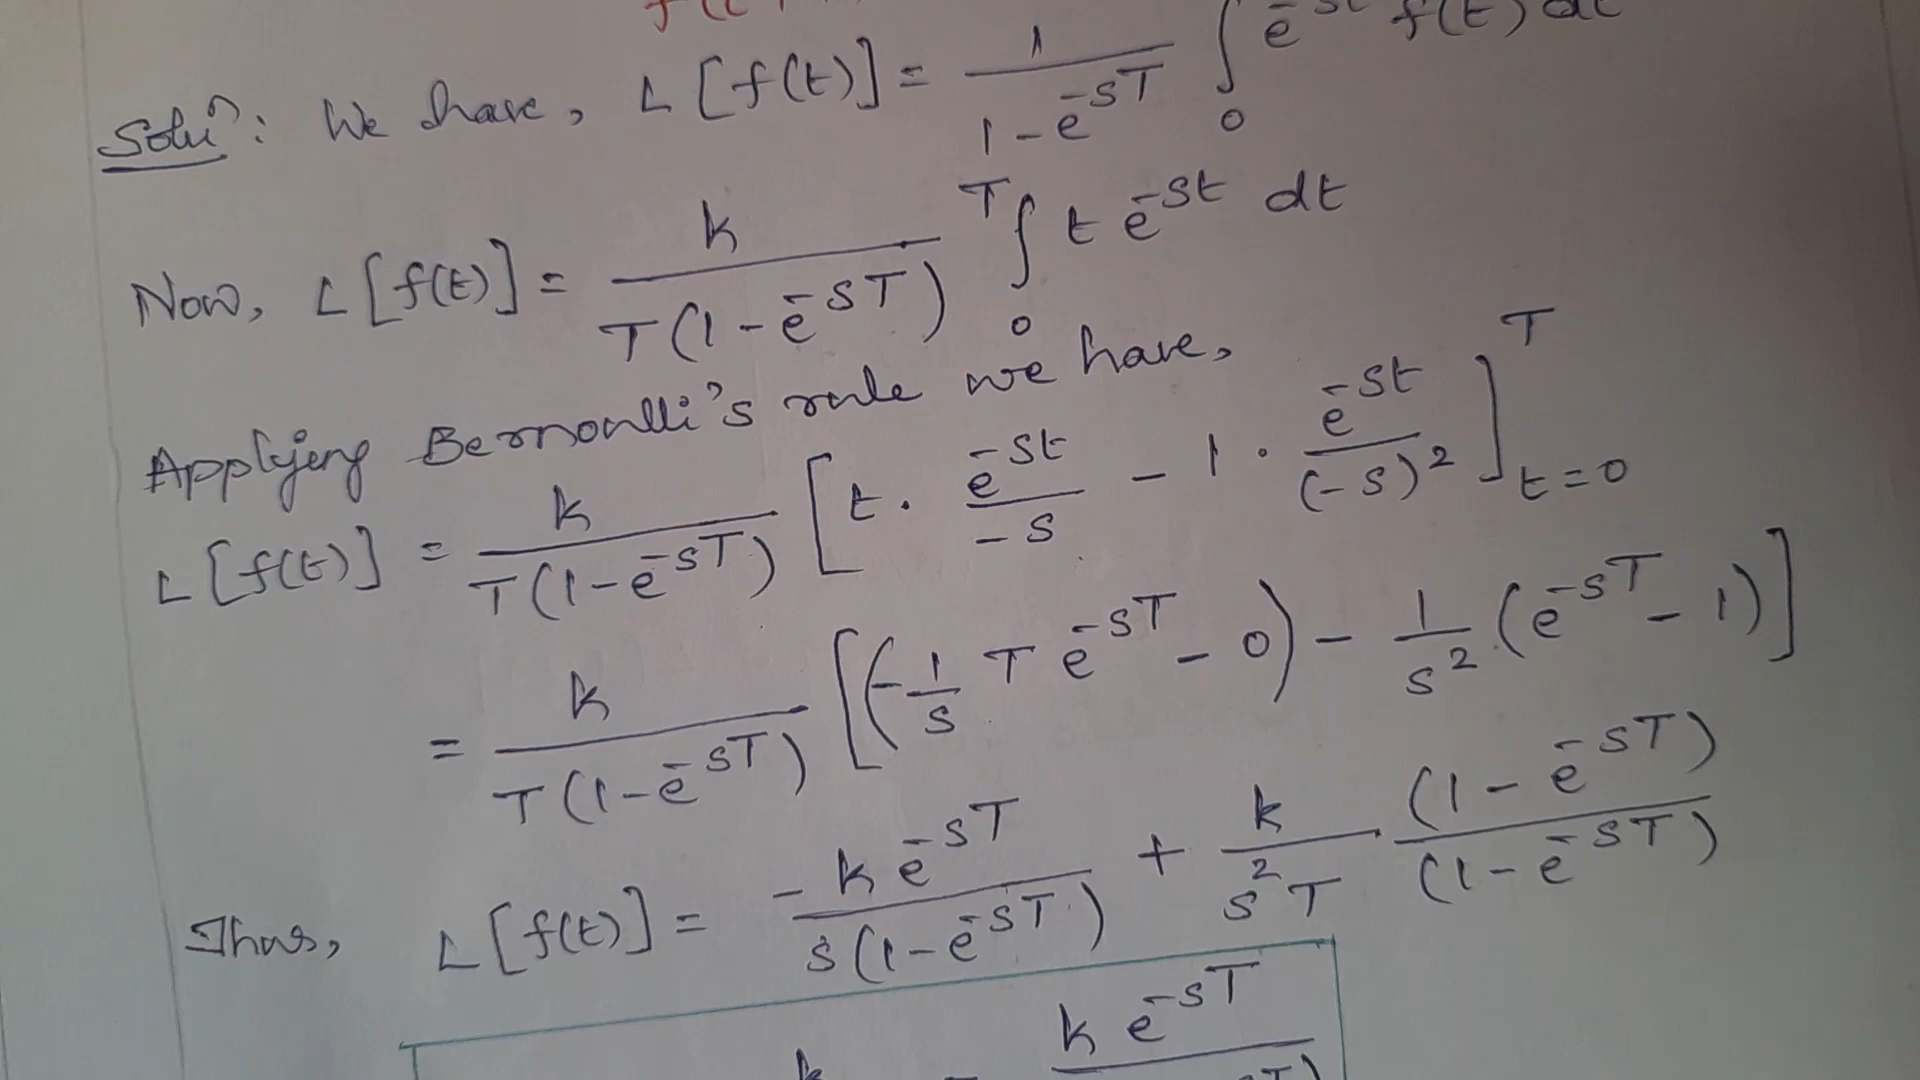 f(t
Soluⁿ: We have, L[f(t)] = 1/(1-e^{-sT}) ∫_0 e^{-st} f(t) dt
Now, L[f(t)] = k/(T(1-e^{-sT})) ∫_0^T t e^{-st} dt
Applying Bernoulli's rule we have,
L[f(t)] = k/(T(1-e^{-sT})) [t · e^{-st}/(-s) - 1 · e^{-st}/(-s)^2]_{t=0}^T
= k/(T(1-e^{-sT})) [(-1/s T e^{-sT} - 0) - 1/s^2 (e^{-sT} - 1)]
Thus, L[f(t)] = -k e^{-sT}/(s(1-e^{-sT})) + k/(s^2 T) (1-e^{-sT})/(1-e^{-sT})
k - k e^{-sT}